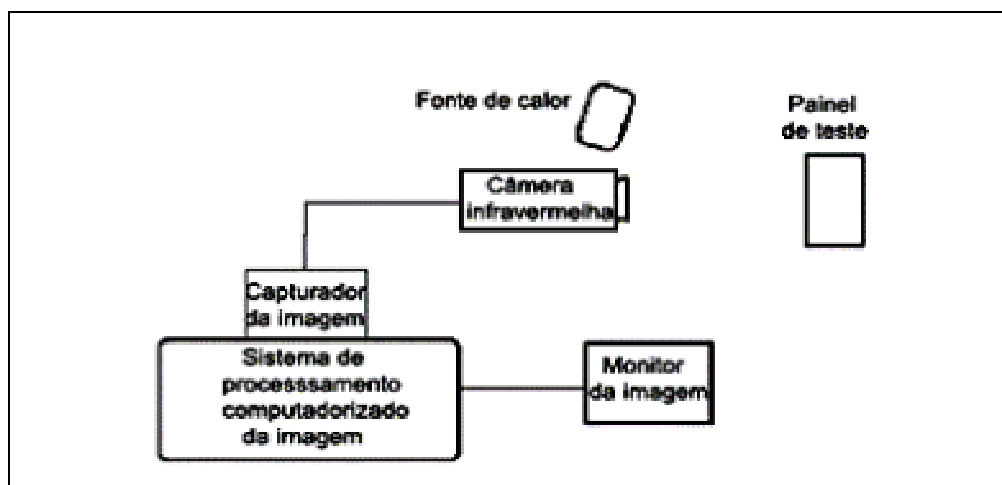 Fonte de calor
Painel
de teste
Câmera
infravermelha
Capturador
da imagem
Sistema de
processsamento
computadorizado
da imagem
Monitor
da imagem